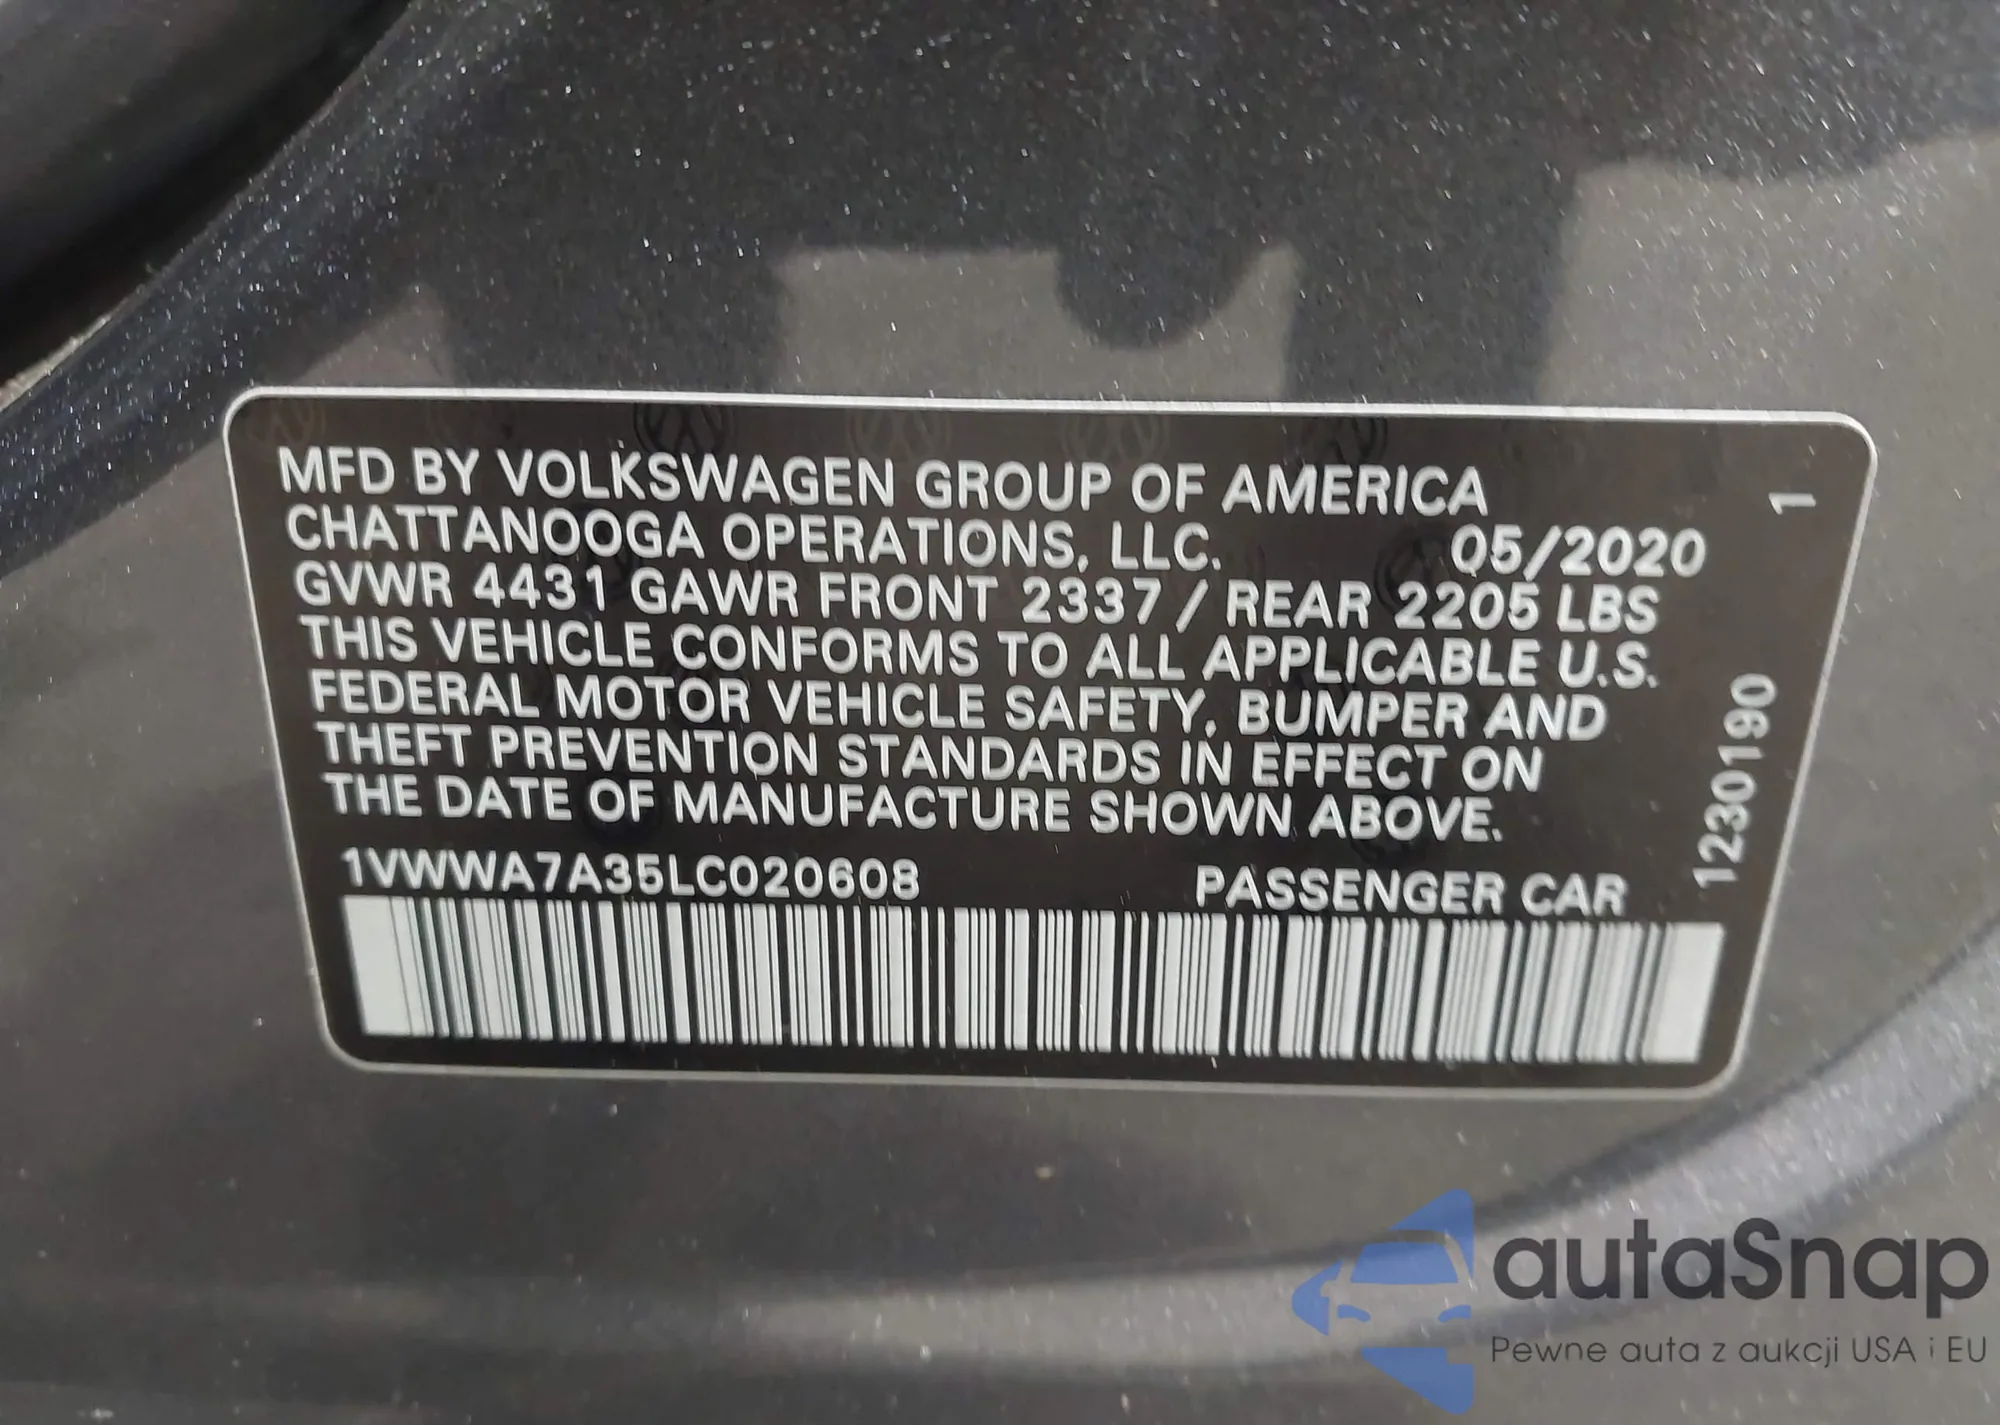 MFD BY VOLKSWAGEN GROUP OF AMERICA
CHATTANOOGA OPERATIONS, LLC. 05/2020
GVWR 4431 GAWR FRONT 2337 / REAR 2205 LBS
THIS VEHICLE CONFORMS TO ALL APPLICABLE U.S.
FEDERAL MOTOR VEHICLE SAFETY, BUMPER AND
THEFT PREVENTION STANDARDS IN EFFECT ON
THE DATE OF MANUFACTURE SHOWN ABOVE.
1VWWA7A35LC020608 PASSENGER CAR
12301190 1
autaSnap
Pewne auta z aukcji USA i EU